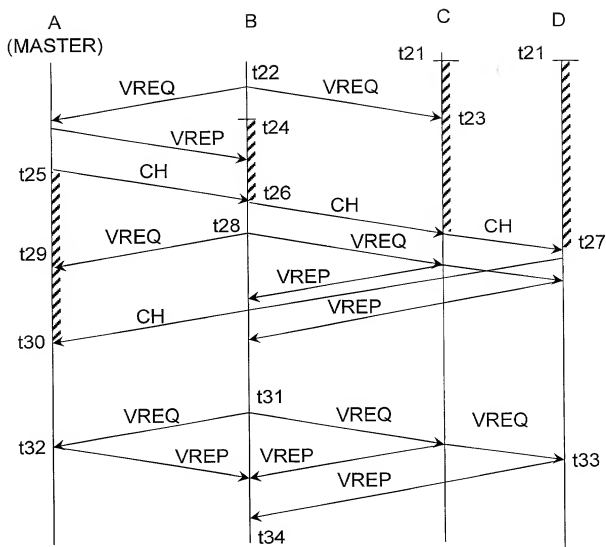 A B C D
(MASTER)
t21 t21
t22
VREQ VREQ
t24 t23
VREP
t25 CH
t26 CH CH
t28
VREQ VREQ t27
t29
VREP
VREP
CH
t30
t31
VREQ VREQ VREQ
t32 VREP VREP t33
VREP
t34